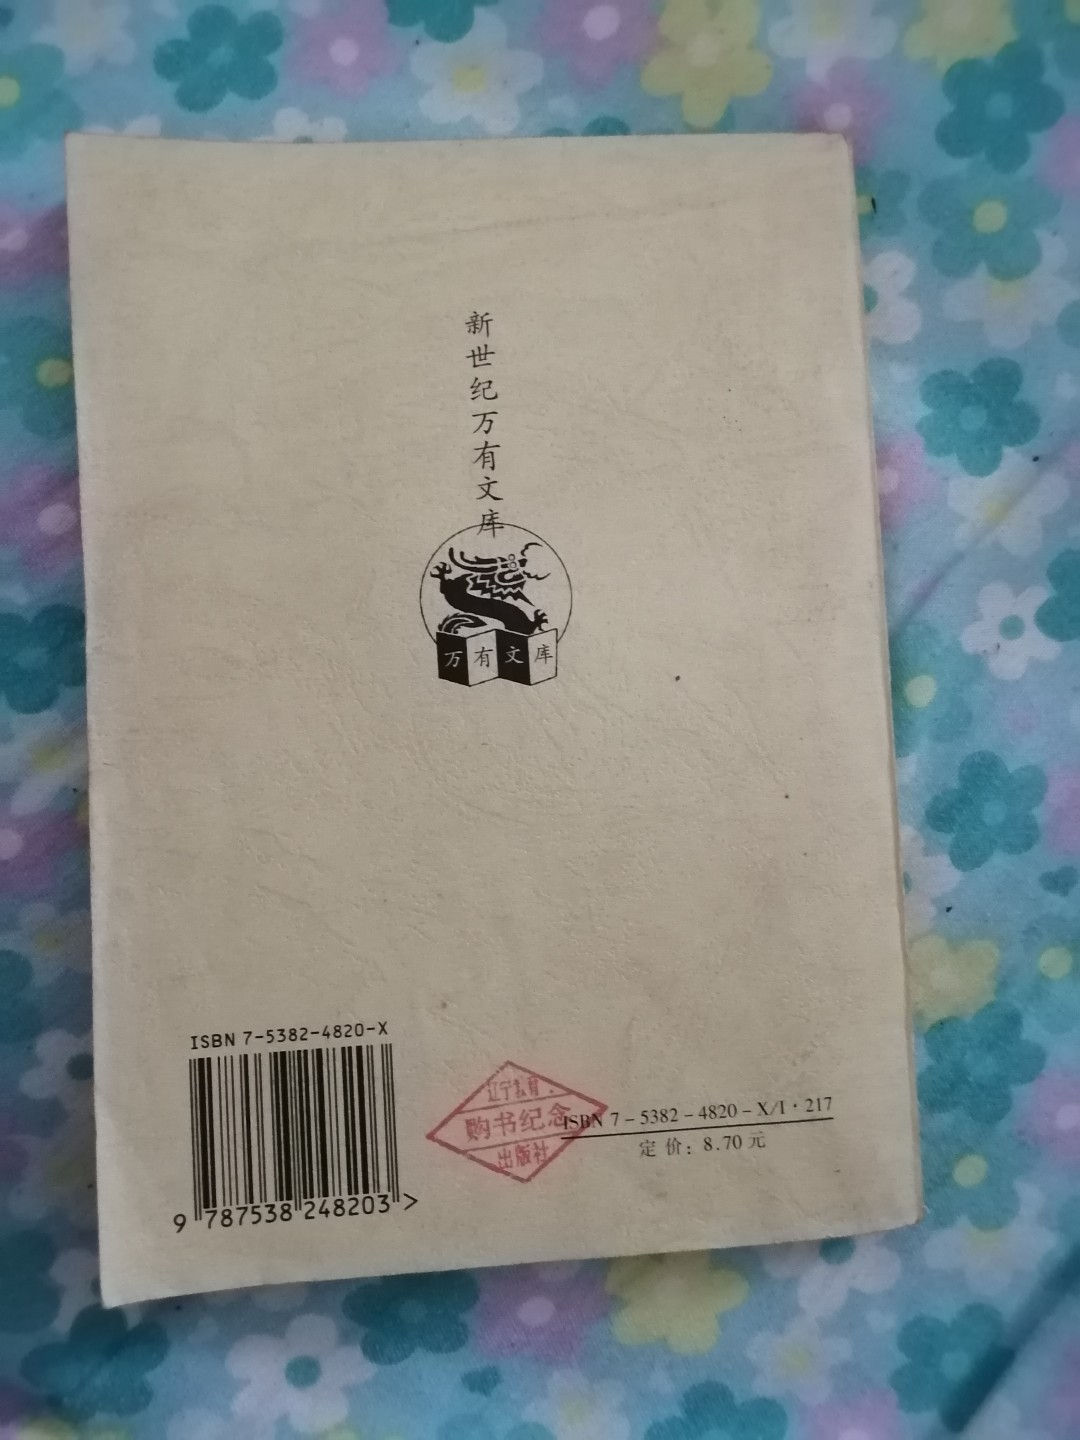 新世纪万有文库
万有文库
ISBN 7-5382-4820-X
9 787538 248203 >
辽宁教育
购书纪念
出版社
ISBN 7-5382-4820-X/I·217
定 价: 8.70 元